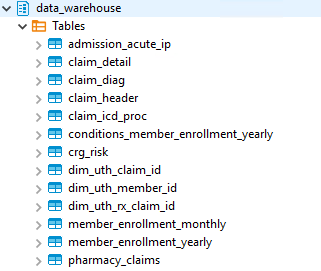 data_warehouse
Tables
admission_acute_ip
claim_detail
claim_diag
claim_header
claim_icd_proc
conditions_member_enrollment_yearly
crg_risk
dim_uth_claim_id
dim_uth_member_id
dim_uth_rx_claim_id
member_enrollment_monthly
member_enrollment_yearly
pharmacy_claims